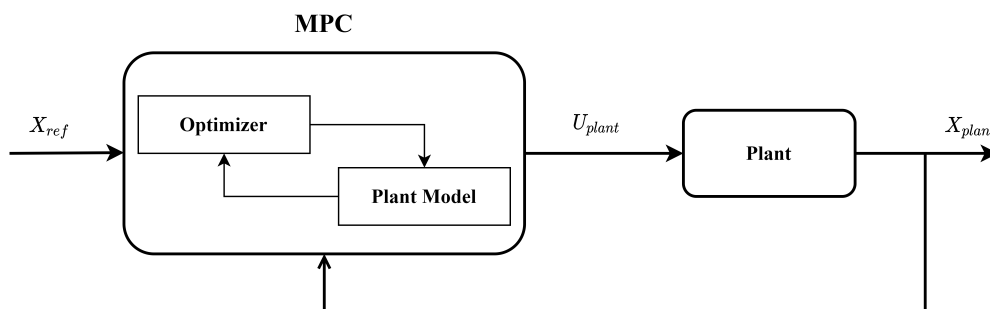 MPC
X_ref
Optimizer
Plant Model
U_plant
Plant
X_plan